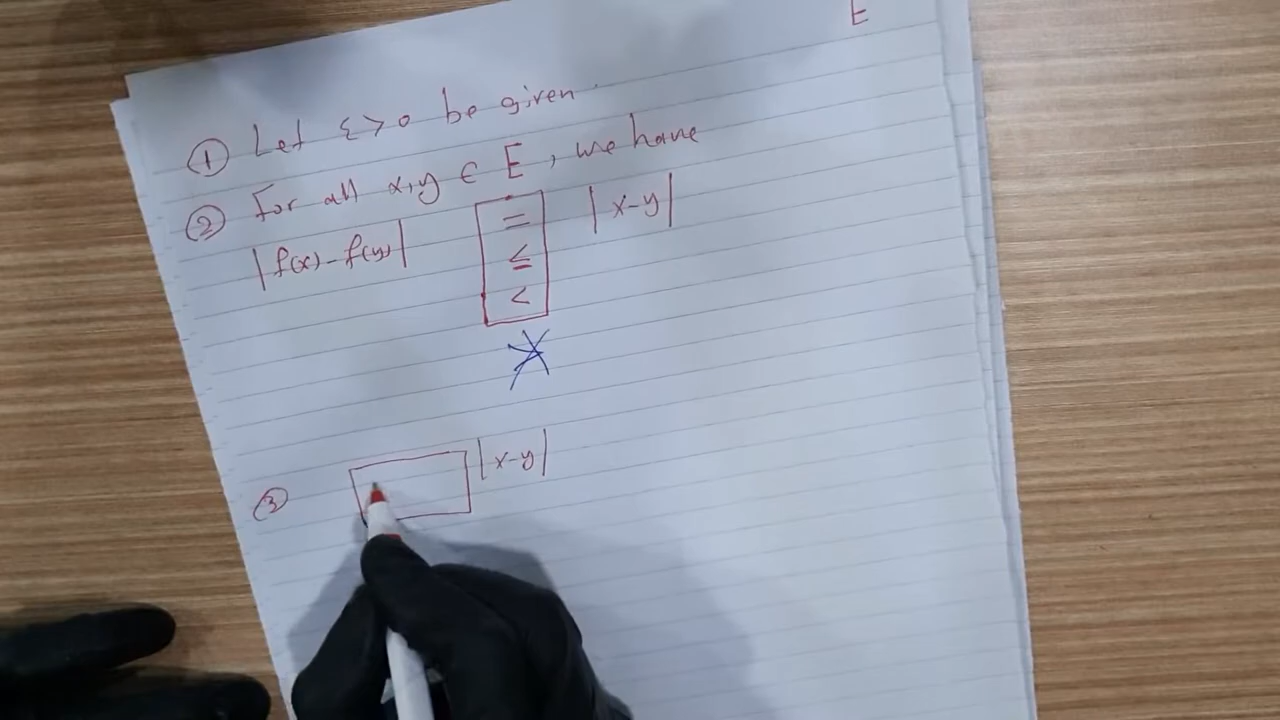 E
① Let ε>0 be given.
② For all x,y ∈ E, we have
|f(x)-f(y)| = ≤ < |x-y|
③ |x-y|